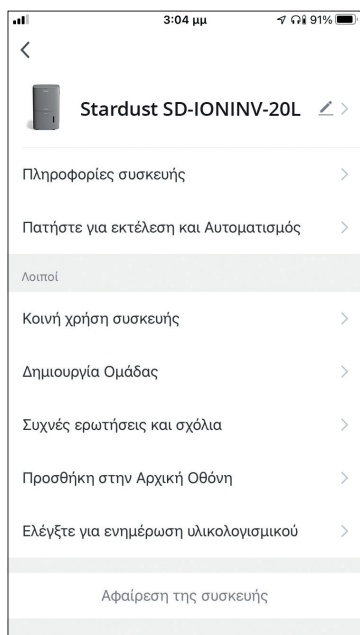 3:04 μμ 91%
Stardust SD-IONINV-20L
Πληροφορίες συσκευής
Πατήστε για εκτέλεση και Αυτοματισμός
Λοιποί
Κοινή χρήση συσκευής
Δημιουργία Ομάδας
Συχνές ερωτήσεις και σχόλια
Προσθήκη στην Αρχική Οθόνη
Ελέγξτε για ενημέρωση υλικολογισμικού
Αφαίρεση της συσκευής